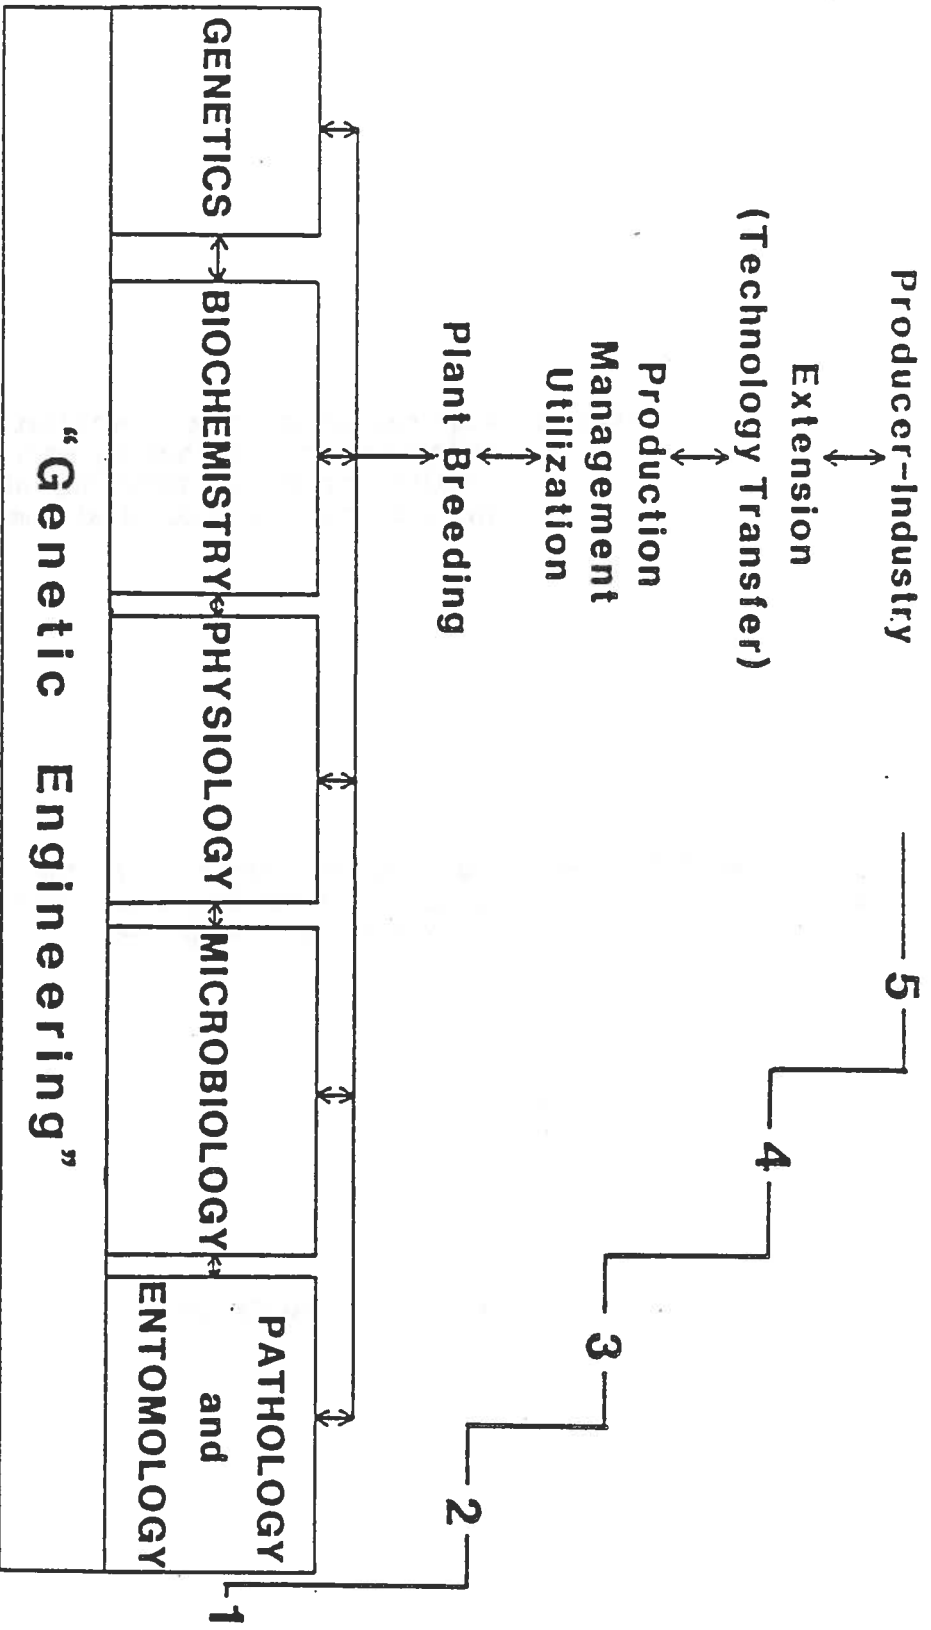 Producer-Industry
5
Extension
(Technology Transfer)
4
Production
Management
Utilization
3
Plant Breeding
2
GENETICS
BIOCHEMISTRY
PHYSIOLOGY
MICROBIOLOGY
PATHOLOGY
and
ENTOMOLOGY
1
“Genetic Engineering”